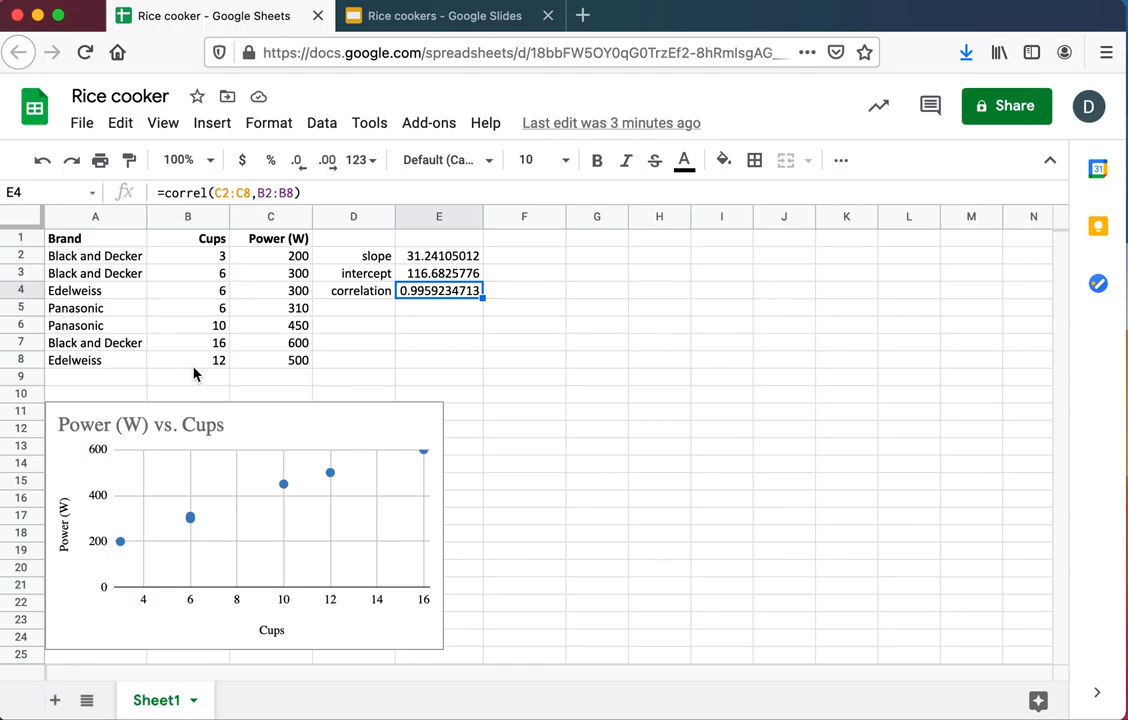 Rice cooker - Google Sheets
Rice cookers - Google Slides
https://docs.google.com/spreadsheets/d/18bbFW5OY0qG0TrzEf2-8hRmlsgAG_
Rice cooker
File Edit View Insert Format Data Tools Add-ons Help Last edit was 3 minutes ago
Share
D
100% $ % .0 .00 123 Default (Ca... 10 B I S A
31
E4 fx =correl(C2:C8,B2:B8)
A B C D E F G H I J K L M N
1 Brand Cups Power (W)
2 Black and Decker 3 200 slope 31.24105012
3 Black and Decker 6 300 intercept 116.6825776
4 Edelweiss 6 300 correlation 0.9959234713
5 Panasonic 6 310
6 Panasonic 10 450
7 Black and Decker 16 600
8 Edelweiss 12 500
9
10
11
12
13
14
15
16
17
18
19
20
21
22
23
24
25
Power (W) vs. Cups
Power (W)
600
400
200
0
4 6 8 10 12 14 16
Cups
Sheet1